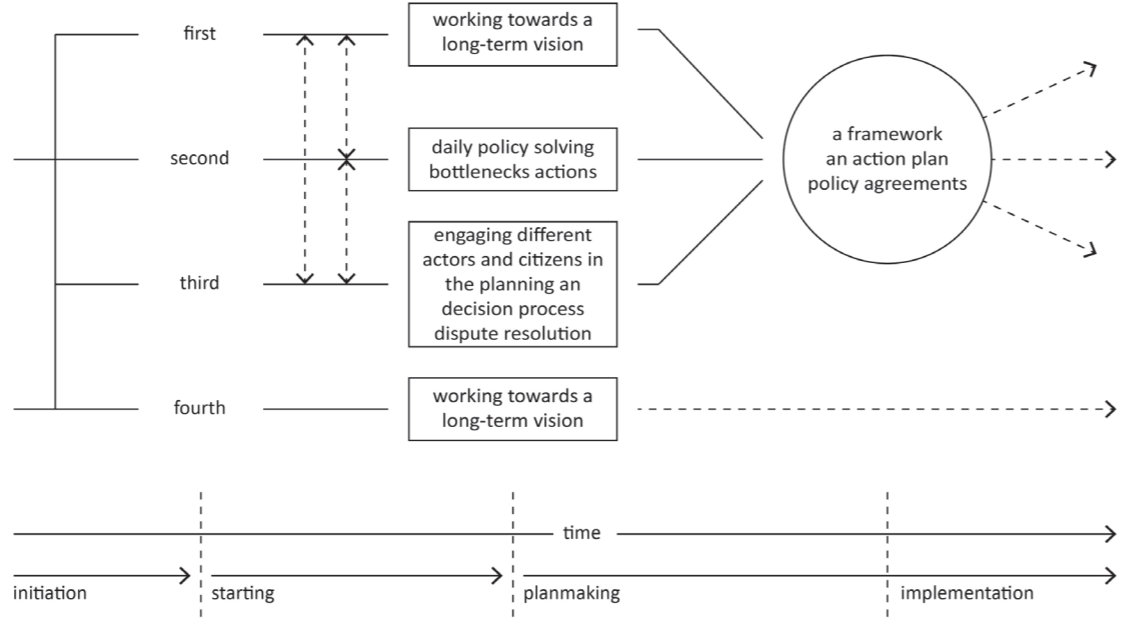 first
working towards a
long-term vision
second
daily policy solving
bottlenecks actions
third
engaging different
actors and citizens in
the planning an
decision process
dispute resolution
fourth
working towards a
long-term vision
a framework
an action plan
policy agreements
time
initiation
starting
planmaking
implementation